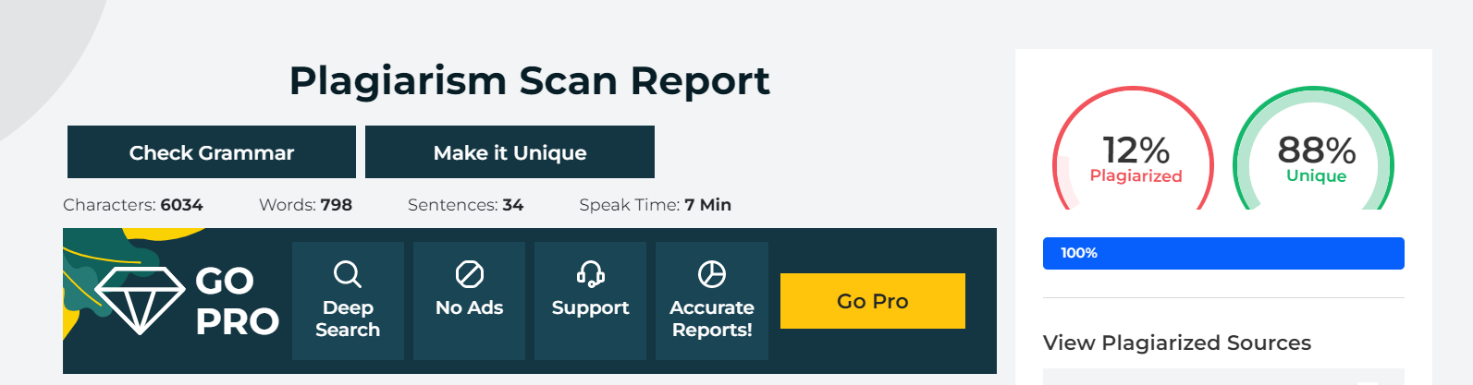 Plagiarism Scan Report
Check Grammar
Make it Unique
Characters: 6034 Words: 798 Sentences: 34 Speak Time: 7 Min
GO
PRO
Deep
Search
No Ads
Support
Accurate
Reports!
Go Pro
12%
Plagiarized
88%
Unique
100%
View Plagiarized Sources